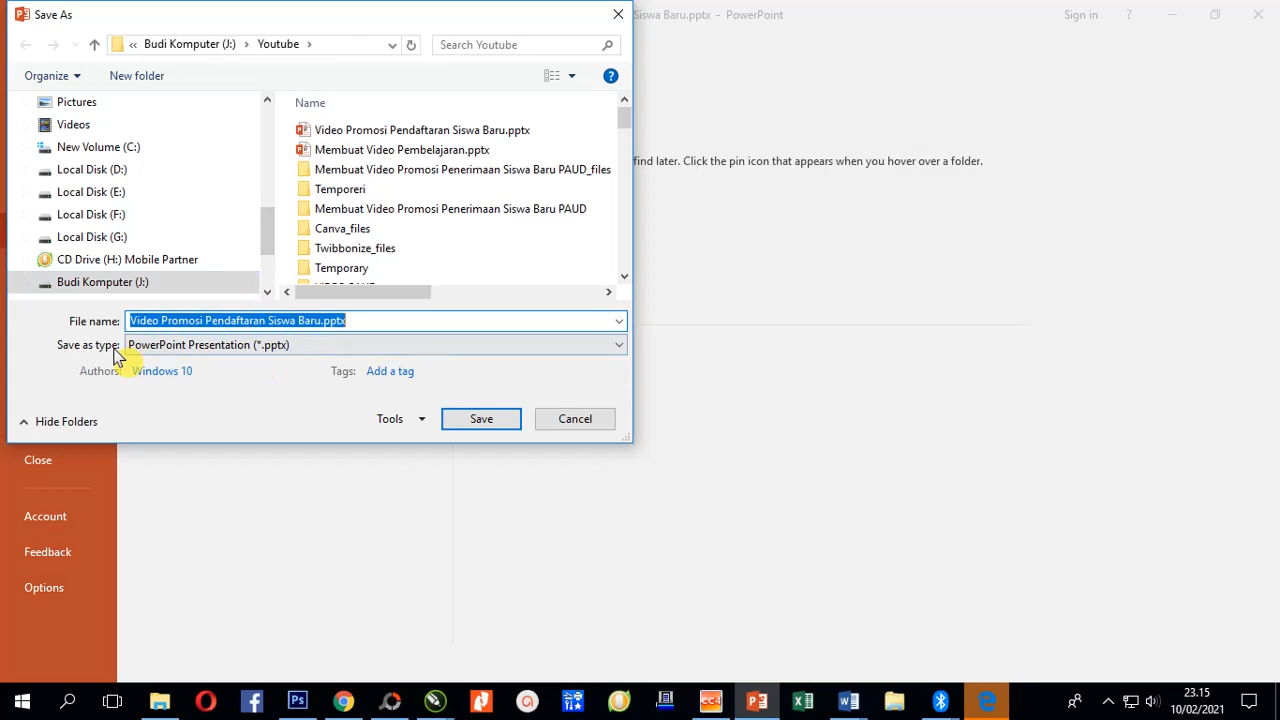 Save As
Siswa Baru.pptx - PowerPoint
Sign in
?
« Budi Komputer (J:) > Youtube >
Search Youtube
Organize
New folder
?
Pictures
Videos
New Volume (C:)
Local Disk (D:)
Local Disk (E:)
Local Disk (F:)
Local Disk (G:)
CD Drive (H:) Mobile Partner
Budi Komputer (J:)
Name
Video Promosi Pendaftaran Siswa Baru.pptx
Membuat Video Pembelajaran.pptx
Membuat Video Promosi Penerimaan Siswa Baru PAUD_files
Temporeri
Membuat Video Promosi Penerimaan Siswa Baru PAUD
Canva_files
Twibbonize_files
Temporary
find later. Click the pin icon that appears when you hover over a folder.
File name: Video Promosi Pendaftaran Siswa Baru.pptx
Save as type: PowerPoint Presentation (*.pptx)
Authors: Windows 10
Tags: Add a tag
Hide Folders
Tools
Save
Cancel
Close
Account
Feedback
Options
Ps
CC4
23.15
10/02/2021